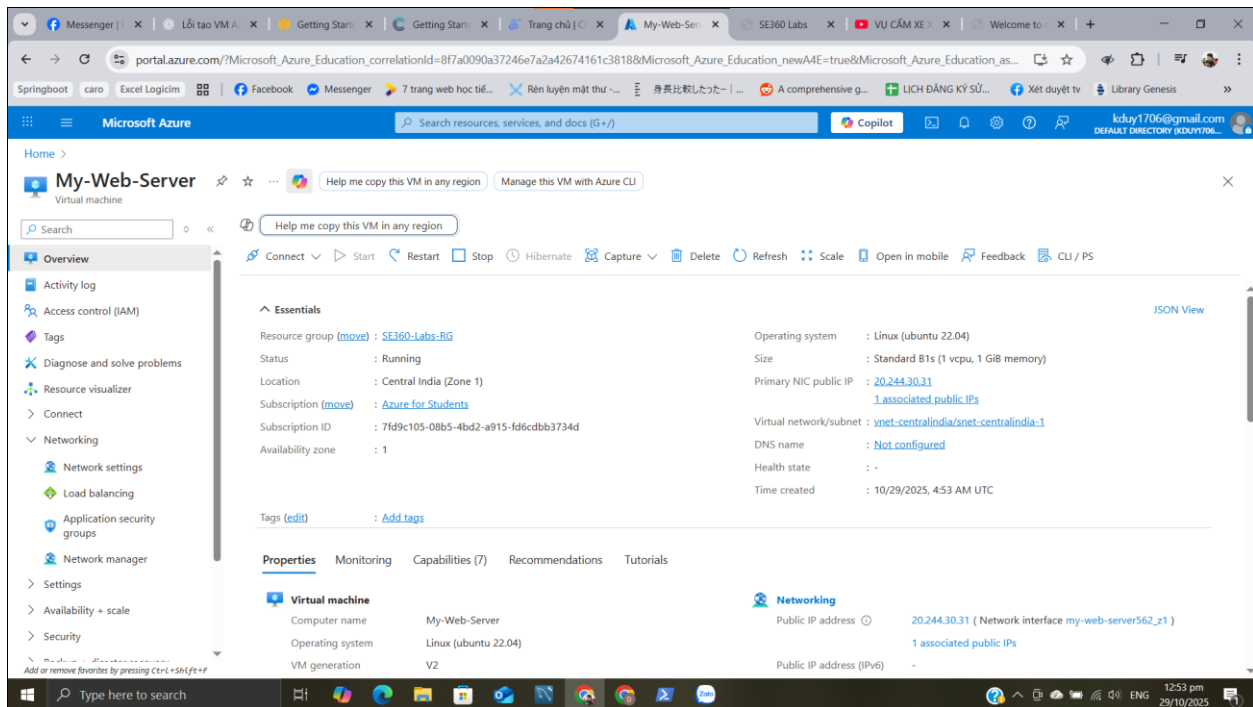 Messenger | F
Lỗi tao VM A
Getting Starte
Getting Starte
Trang chủ | C
My-Web-Serv
SE360 Labs
VỤ CẤM XE X
Welcome to
portal.azure.com/?Microsoft_Azure_Education_correlationId=8f7a0090a37246e7a2a42674161c3818&Microsoft_Azure_Education_newA4E=true&Microsoft_Azure_Education_as...
Springboot caro Excel Logicim Facebook Messenger 7 trang web học tiế... Rèn luyện mật thư -... 身長比較したったー | ... A comprehensive g... LỊCH ĐĂNG KÝ SỬ... Xét duyệt tv Library Genesis »
Microsoft Azure
Search resources, services, and docs (G+/)
Copilot
kduy1706@gmail.com
DEFAULT DIRECTORY (KDUY1706...
Home >
My-Web-Server
Virtual machine
Help me copy this VM in any region
Manage this VM with Azure CLI
Search
Help me copy this VM in any region
Connect Start Restart Stop Hibernate Capture Delete Refresh Scale Open in mobile Feedback CLI / PS
Overview
Activity log
Access control (IAM)
Tags
Diagnose and solve problems
Resource visualizer
Connect
Networking
Network settings
Load balancing
Application security
groups
Network manager
Settings
Availability + scale
Security
Add or remove favorites by pressing Ctrl+Shift+F
Essentials
JSON View
Resource group (move) : SE360-Labs-RG
Status : Running
Location : Central India (Zone 1)
Subscription (move) : Azure for Students
Subscription ID : 7fd9c105-08b5-4bd2-a915-fd6cdbb3734d
Availability zone : 1
Operating system : Linux (ubuntu 22.04)
Size : Standard B1s (1 vcpu, 1 GiB memory)
Primary NIC public IP : 20.244.30.31
1 associated public IPs
Virtual network/subnet : vnet-centralindia/snet-centralindia-1
DNS name : Not configured
Health state : -
Time created : 10/29/2025, 4:53 AM UTC
Tags (edit) : Add tags
Properties Monitoring Capabilities (7) Recommendations Tutorials
Virtual machine
Computer name My-Web-Server
Operating system Linux (ubuntu 22.04)
VM generation V2
Networking
Public IP address 20.244.30.31 ( Network interface my-web-server562_z1 )
1 associated public IPs
Public IP address (IPv6) -
Type here to search
Zalo
ENG
12:53 pm
29/10/2025
1